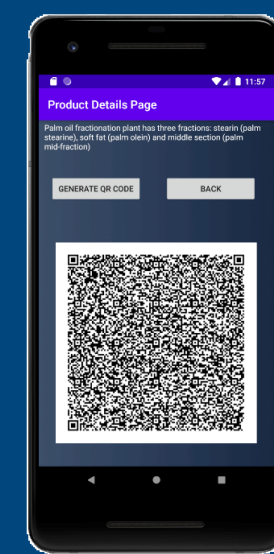 11:57
Product Details Page
Palm oil fractionation plant has three fractions: stearin (palm
stearine), soft fat (palm olein) and middle section (palm
mid-fraction)
GENERATE QR CODE BACK